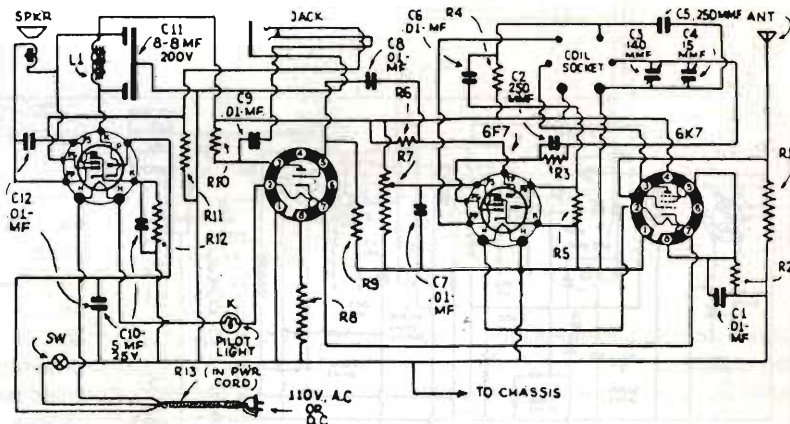 SPKR
L1
C11
8-8 MF
200V
JACK
C8
.01-
MF
C6
.01-
MF
R4
C5, 250MMF
ANT
C3
140
MMF
C4
15
MMF
COIL
SOCKET
C2
250
MMF
C9
.01-MF
R6
R7
6F7
6K7
R3
R1
C12
.01-
MF
R10
R11
R12
R9
C7
.01-
MF
R5
R2
C1
.01-
MF
R8
C10-
5 MF
25V.
K
PILOT
LIGHT
SW
R13 (IN PWR
CORD)
110V. A.C
OR
D.C
TO CHASSIS